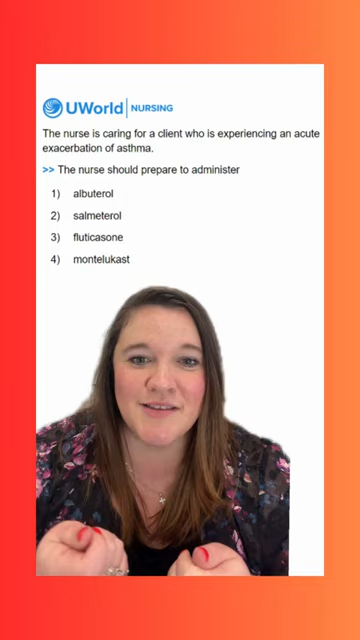 UWorld NURSING
The nurse is caring for a client who is experiencing an acute
exacerbation of asthma.
>> The nurse should prepare to administer
1) albuterol
2) salmeterol
3) fluticasone
4) montelukast